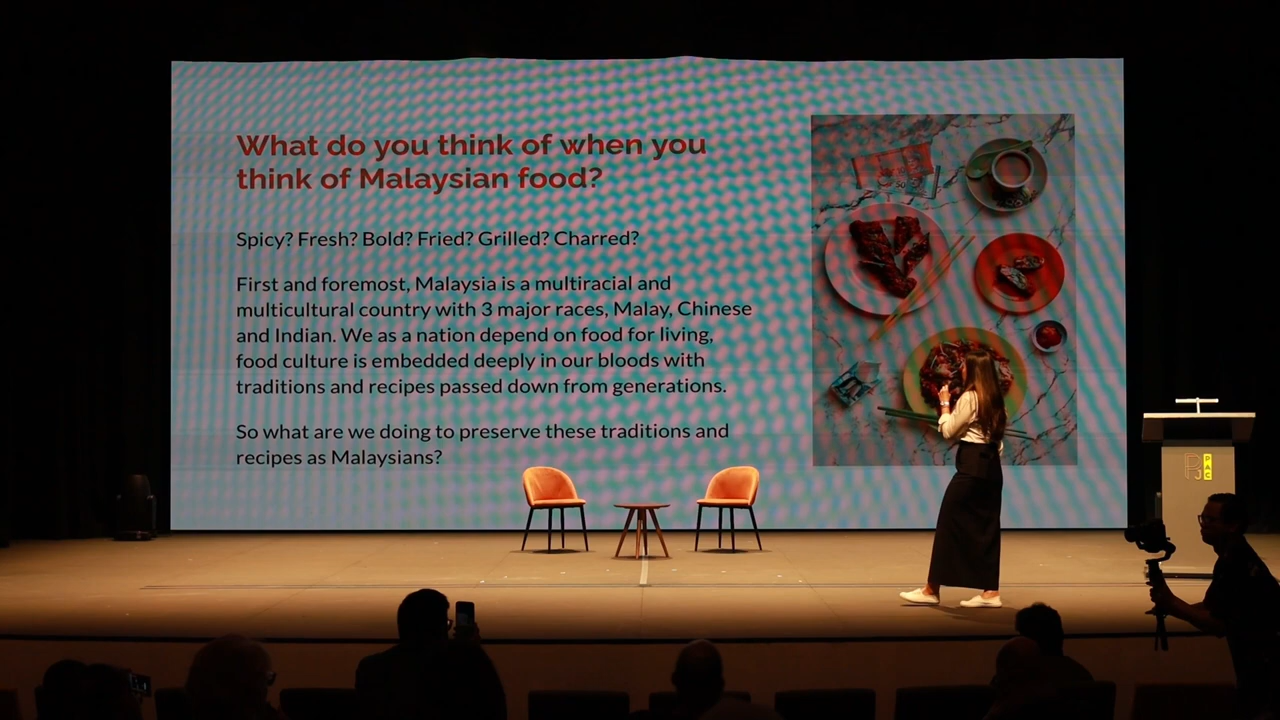 What do you think of when you
think of Malaysian food?
Spicy? Fresh? Bold? Fried? Grilled? Charred?
First and foremost, Malaysia is a multiracial and
multicultural country with 3 major races, Malay, Chinese
and Indian. We as a nation depend on food for living,
food culture is embedded deeply in our bloods with
traditions and recipes passed down from generations.
So what are we doing to preserve these traditions and
recipes as Malaysians?
PJ
PAC